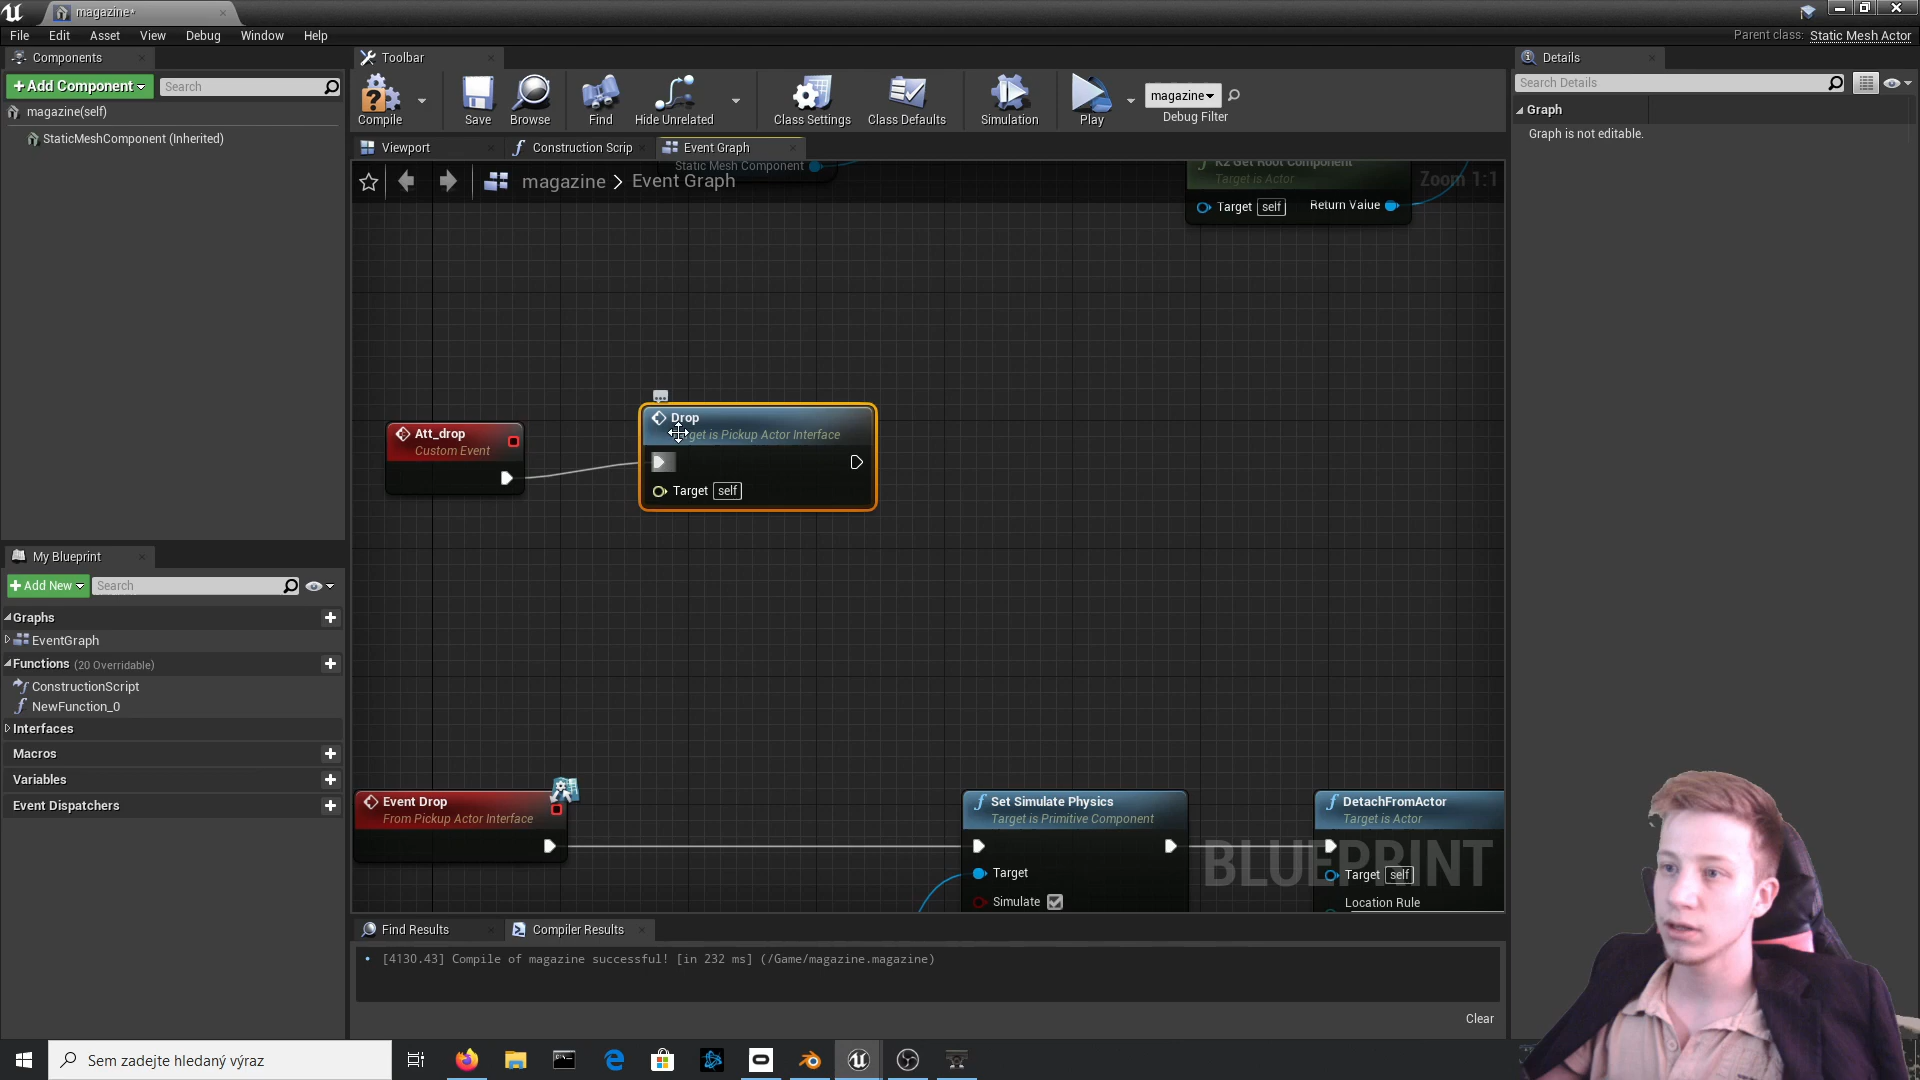 magazine*
File Edit Asset View Debug Window Help
Parent class: Static Mesh Actor
Components
Toolbar
Details
Add Component
Search
Compile
Save
Browse
Find
Hide Unrelated
Class Settings
Class Defaults
Simulation
Play
magazine
Debug Filter
Search Details
magazine(self)
StaticMeshComponent (Inherited)
Graph
Graph is not editable.
Viewport
Construction Scrip
Event Graph
Static Mesh Component
magazine > Event Graph
K2 Get Root Component
Target is Actor
Zoom 1:1
Target self Return Value
Att_drop
Custom Event
Drop
Target is Pickup Actor Interface
Target self
My Blueprint
Add New
Search
Graphs
EventGraph
Functions (20 Overridable)
ConstructionScript
NewFunction_0
Interfaces
Macros
Variables
Event Dispatchers
Event Drop
From Pickup Actor Interface
Set Simulate Physics
Target is Primitive Component
Target
Simulate
DetachFromActor
Target is Actor
Target self
Location Rule
BLUEPRINT
Find Results
Compiler Results
• [4130.43] Compile of magazine successful! [in 232 ms] (/Game/magazine.magazine)
Clear
Sem zadejte hledaný výraz